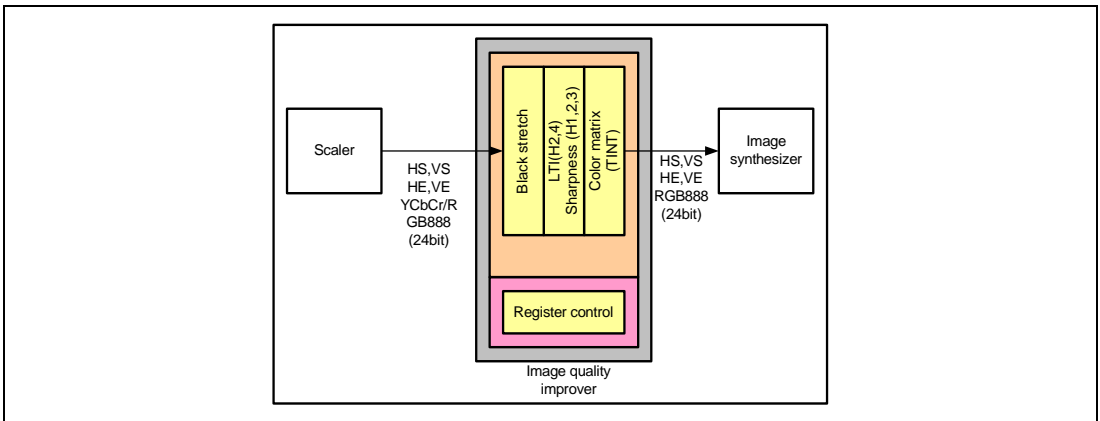 Scaler
HS,VS
HE,VE
YCbCr/R
GB888
(24bit)
Black stretch
LTI(H2,4)
Sharpness (H1,2,3)
Color matrix
(TINT)
Register control
Image quality
improver
HS,VS
HE,VE
RGB888
(24bit)
Image
synthesizer